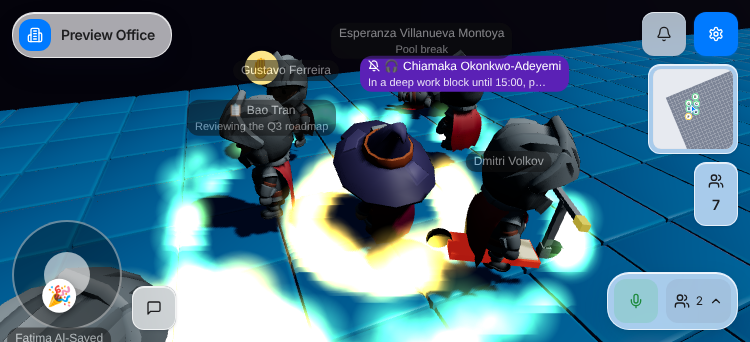 Preview Office
Esperanza Villanueva Montoya
Pool break
Gustavo Ferreira
Chiamaka Okonkwo-Adeyemi
In a deep work block until 15:00, p…
Bao Tran
Reviewing the Q3 roadmap
Dmitri Volkov
7
2
Fatima Al-Sayed